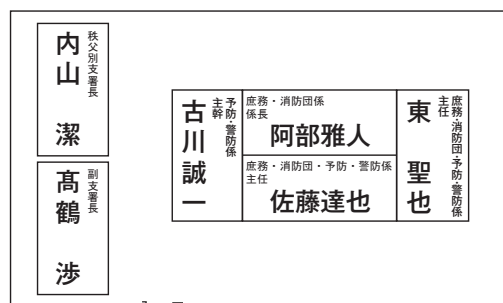 秩父別支署長
内山　潔
副支署長
髙鶴　渉
予防・警防係
主幹
古川誠一
庶務・消防団係
係長
阿部雅人
庶務・消防団・予防・警防係
主任
佐藤達也
庶務・消防団・予防・警防係
主任
東　聖也